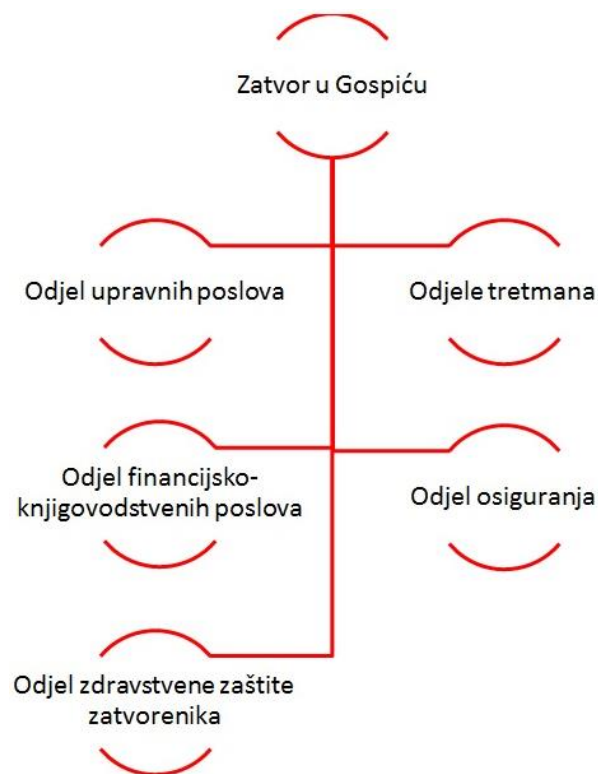 Zatvor u Gospiću
Odjel upravnih poslova
Odjele tretmana
Odjel financijsko-
knjigovodstvenih poslova
Odjel osiguranja
Odjel zdravstvene zaštite
zatvorenika